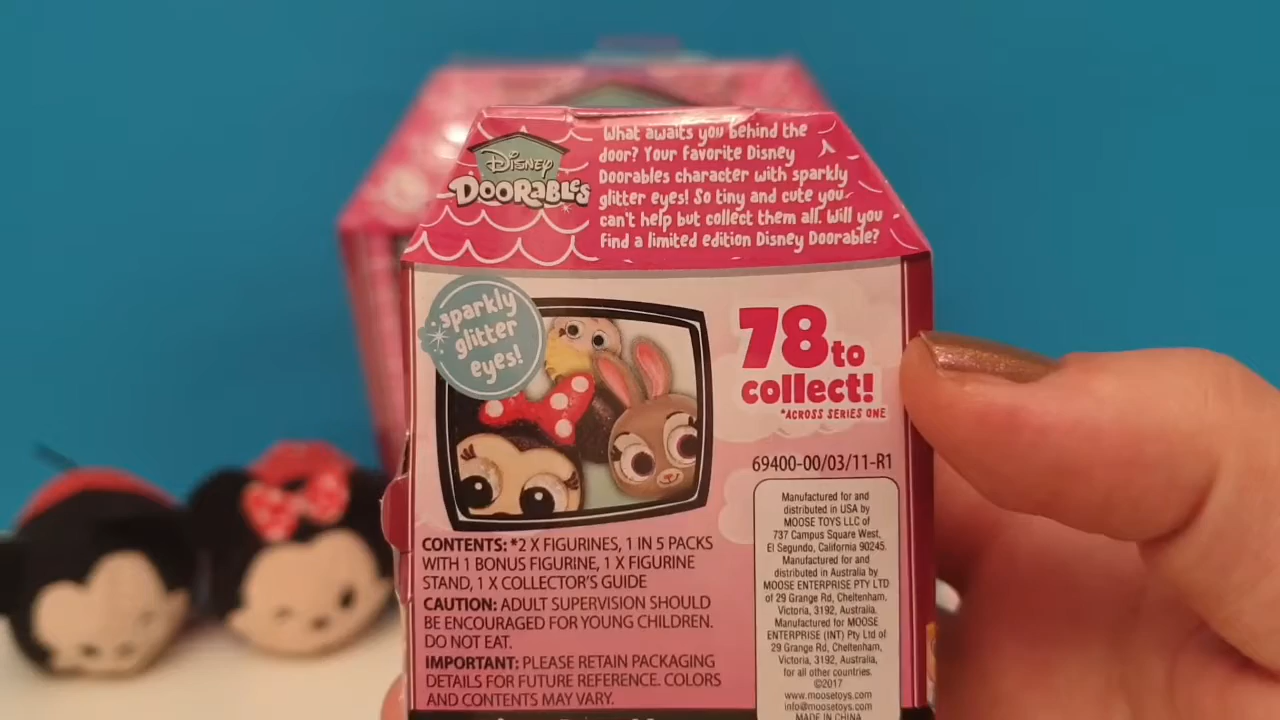 Disney
Doorables
What awaits you behind the
door? Your favorite Disney
Doorables character with sparkly
glitter eyes! So tiny and cute you
can't help but collect them all. Will you
find a limited edition Disney Doorable?
sparkly
glitter
eyes!
78 to
collect!
*ACROSS SERIES ONE
69400-00/03/11-R1
CONTENTS: *2 X FIGURINES, 1 IN 5 PACKS
WITH 1 BONUS FIGURINE, 1 X FIGURINE
STAND, 1 X COLLECTOR'S GUIDE
CAUTION: ADULT SUPERVISION SHOULD
BE ENCOURAGED FOR YOUNG CHILDREN.
DO NOT EAT.
IMPORTANT: PLEASE RETAIN PACKAGING
DETAILS FOR FUTURE REFERENCE. COLORS
AND CONTENTS MAY VARY.
Manufactured for and
distributed in USA by
MOOSE TOYS LLC of
737 Campus Square West,
El Segundo, California 90245.
Manufactured for and
distributed in Australia by
MOOSE ENTERPRISE PTY LTD
of 29 Grange Rd, Cheltenham,
Victoria, 3192, Australia.
Manufactured for MOOSE
ENTERPRISE (INT) Pty Ltd of
29 Grange Rd, Cheltenham,
Victoria, 3192, Australia,
for all other countries.
©2017
www.moosetoys.com
info@moosetoys.com
MADE IN CHINA